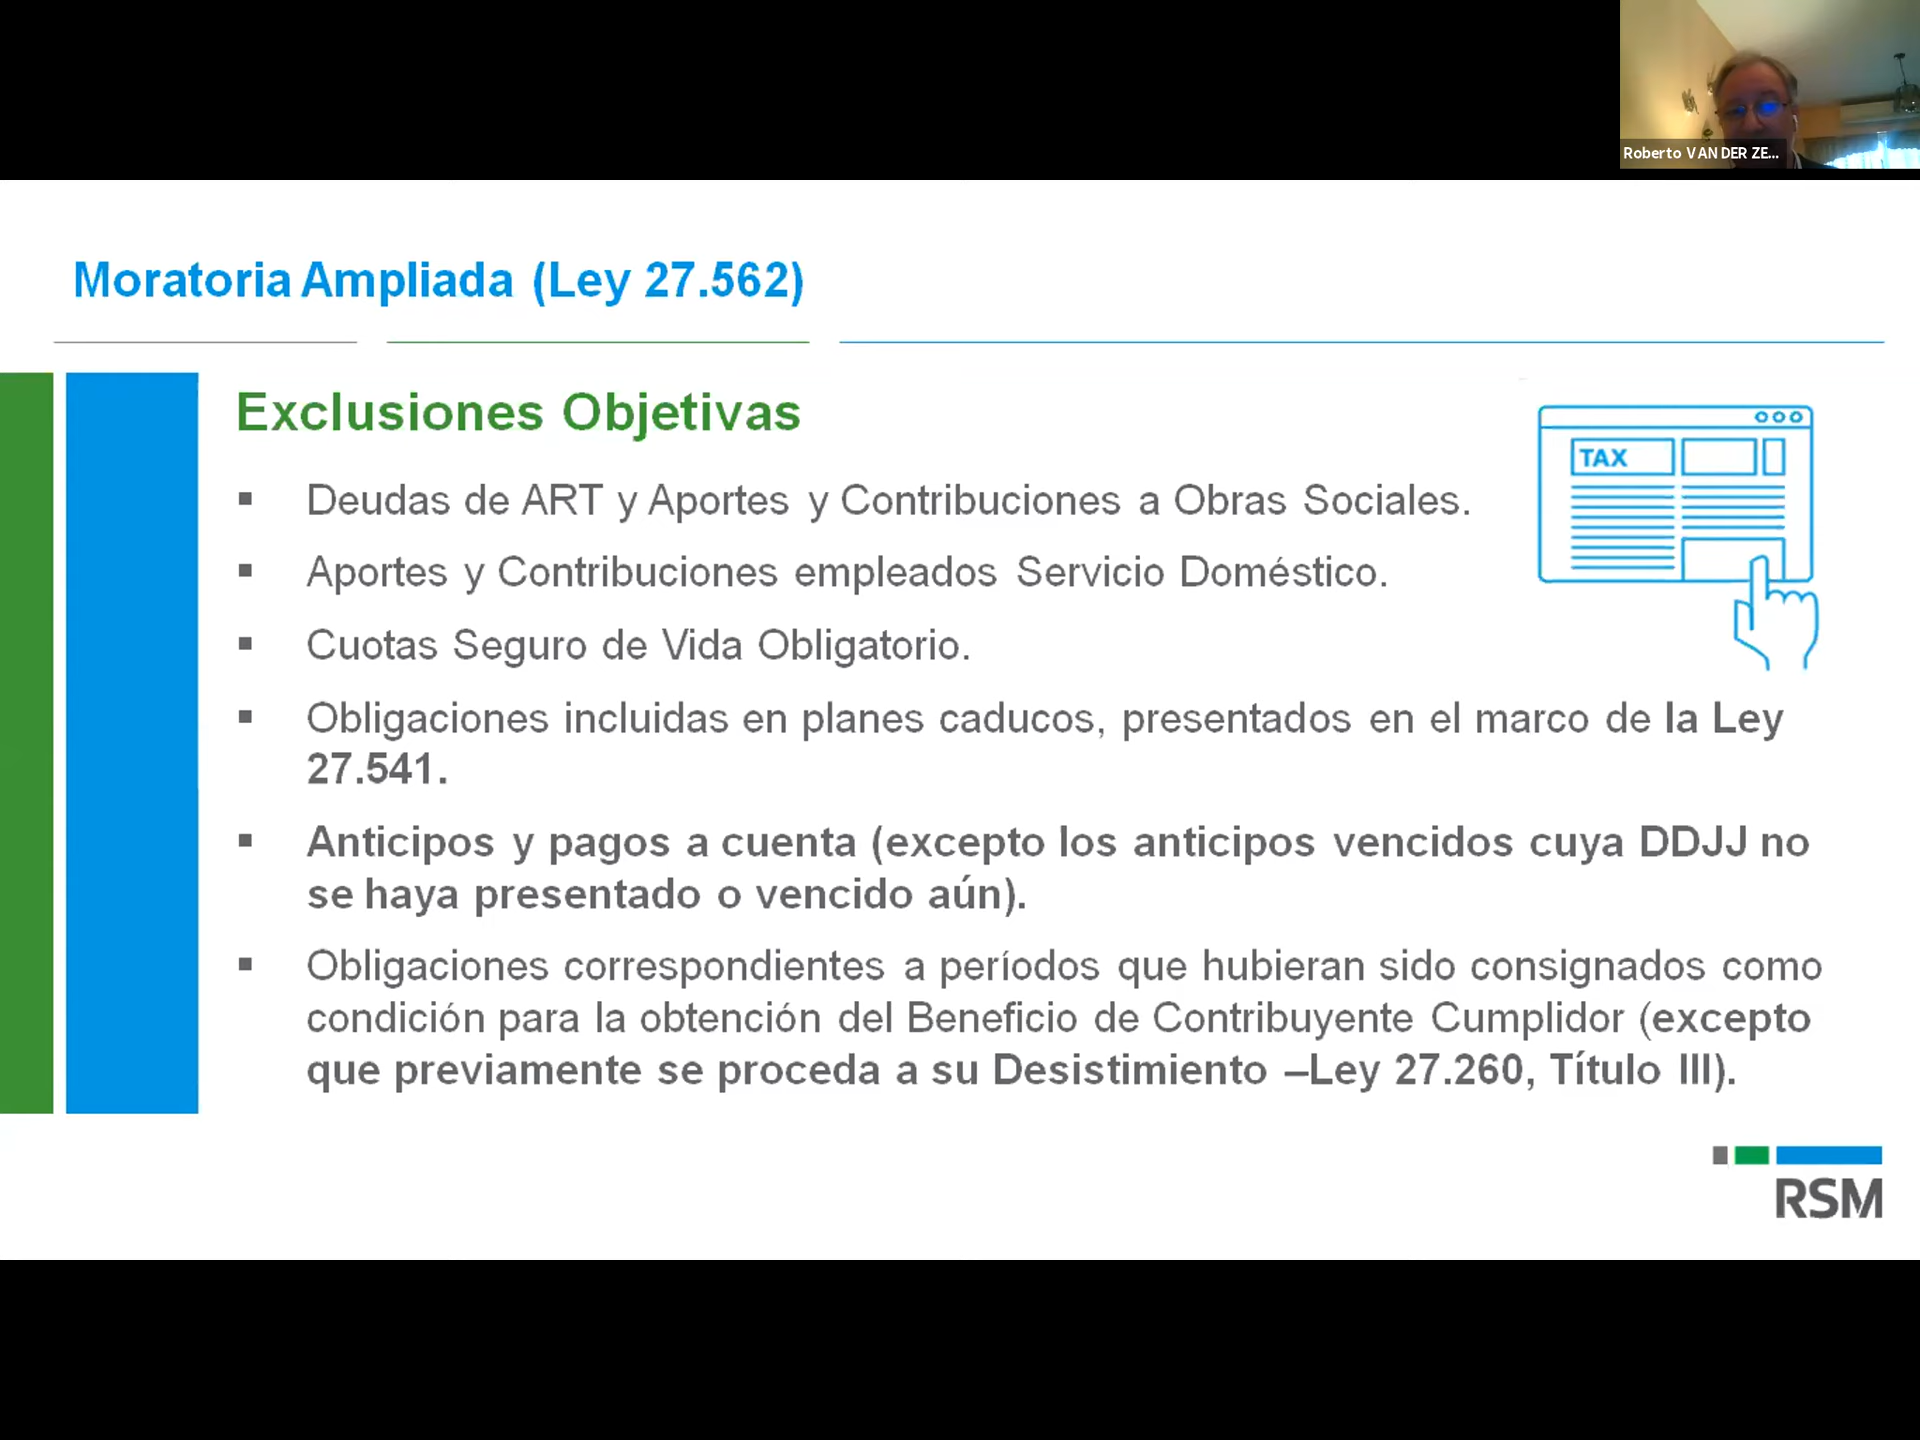 Roberto VAN DER ZE...
Moratoria Ampliada (Ley 27.562)
Exclusiones Objetivas
TAX
▪ Deudas de ART y Aportes y Contribuciones a Obras Sociales.
▪ Aportes y Contribuciones empleados Servicio Doméstico.
▪ Cuotas Seguro de Vida Obligatorio.
▪ Obligaciones incluidas en planes caducos, presentados en el marco de la Ley
27.541.
▪ Anticipos y pagos a cuenta (excepto los anticipos vencidos cuya DDJJ no
se haya presentado o vencido aún).
▪ Obligaciones correspondientes a períodos que hubieran sido consignados como
condición para la obtención del Beneficio de Contribuyente Cumplidor (excepto
que previamente se proceda a su Desistimiento –Ley 27.260, Título III).
RSM